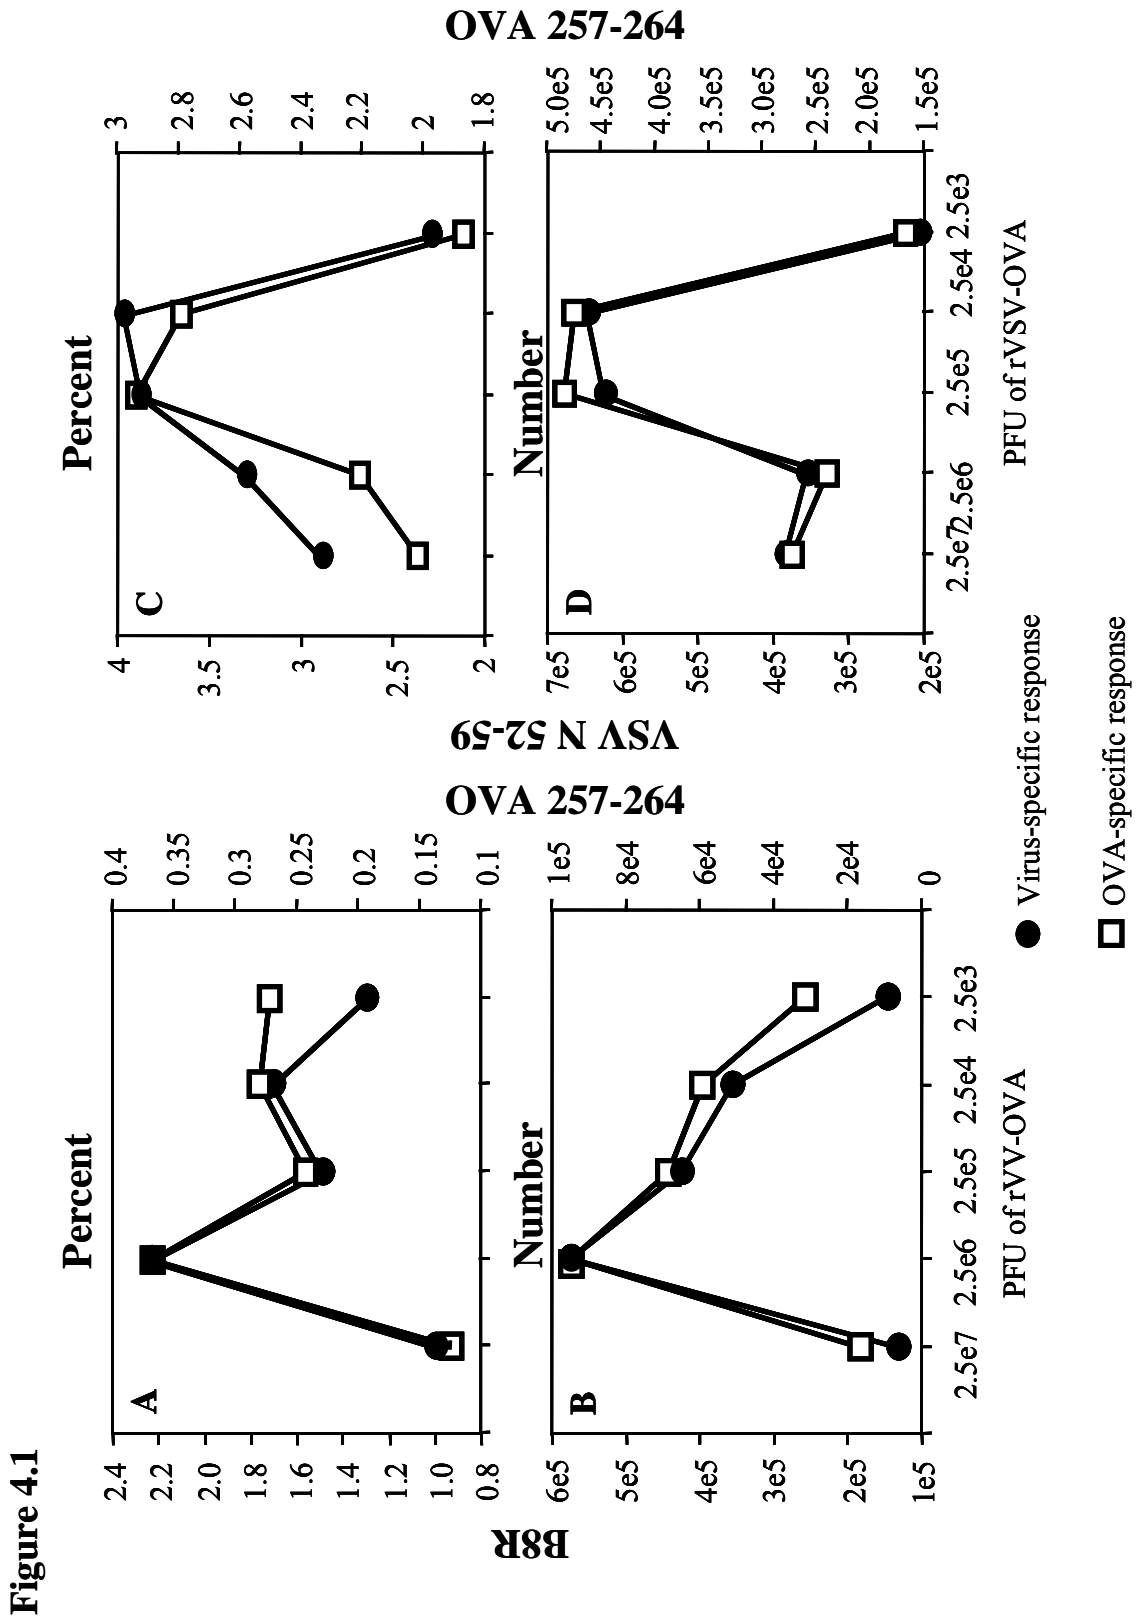 Figure 4.1
Percent
A
2.4
2.2
2.0
1.8
1.6
1.4
1.2
1.0
0.8
0.4
0.35
0.3
0.25
0.2
0.15
0.1
B8R
OVA 257-264
Number
B
6e5
5e5
4e5
3e5
2e5
1e5
1e5
8e4
6e4
4e4
2e4
0
2.5e7
2.5e6
2.5e5
2.5e4
2.5e3
PFU of rVV-OVA
Percent
C
4
3.5
3
2.5
2
3
2.8
2.6
2.4
2.2
2
1.8
VSV N 52-59
OVA 257-264
Number
D
7e5
6e5
5e5
4e5
3e5
2e5
5.0e5
4.5e5
4.0e5
3.5e5
3.0e5
2.5e5
2.0e5
1.5e5
2.5e7
2.5e6
2.5e5
2.5e4
2.5e3
PFU of rVSV-OVA
Virus-specific response
OVA-specific response